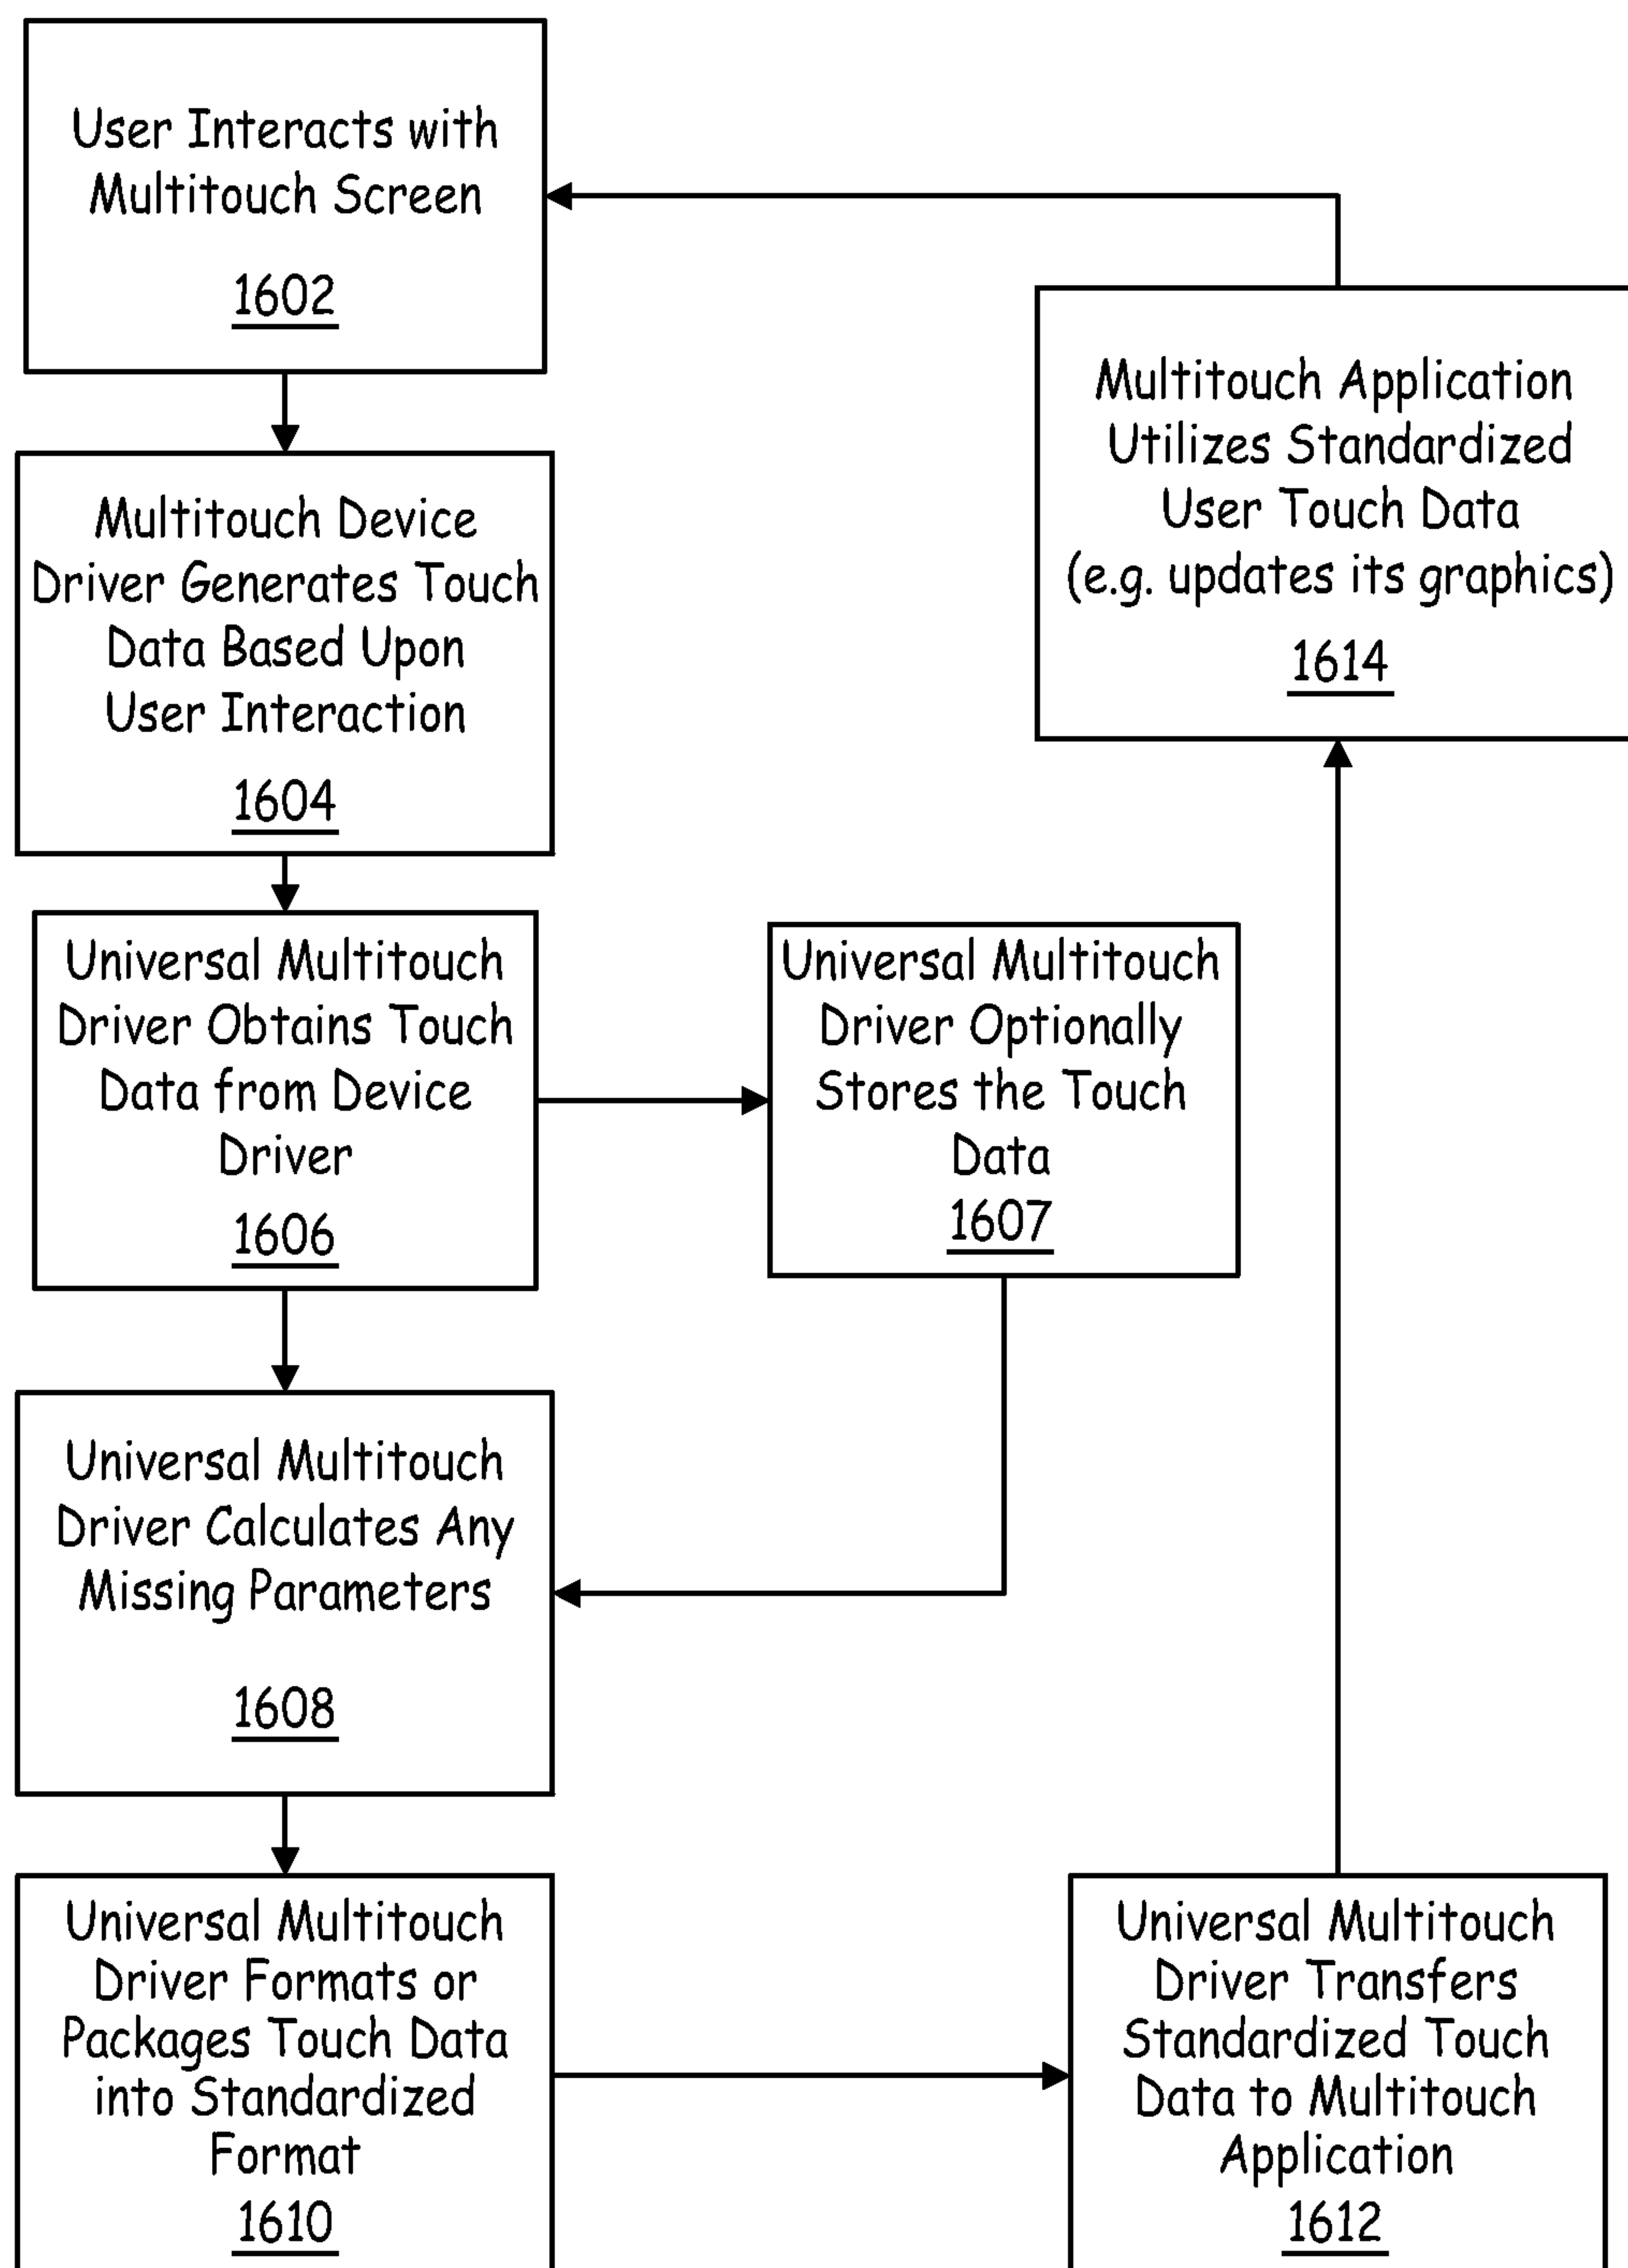 User Interacts with
Multitouch Screen
1602
Multitouch Device
Driver Generates Touch
Data Based Upon
User Interaction
1604
Universal Multitouch
Driver Obtains Touch
Data from Device
Driver
1606
Universal Multitouch
Driver Optionally
Stores the Touch
Data
1607
Universal Multitouch
Driver Calculates Any
Missing Parameters
1608
Universal Multitouch
Driver Formats or
Packages Touch Data
into Standardized
Format
1610
Universal Multitouch
Driver Transfers
Standardized Touch
Data to Multitouch
Application
1612
Multitouch Application
Utilizes Standardized
User Touch Data
(e.g. updates its graphics)
1614